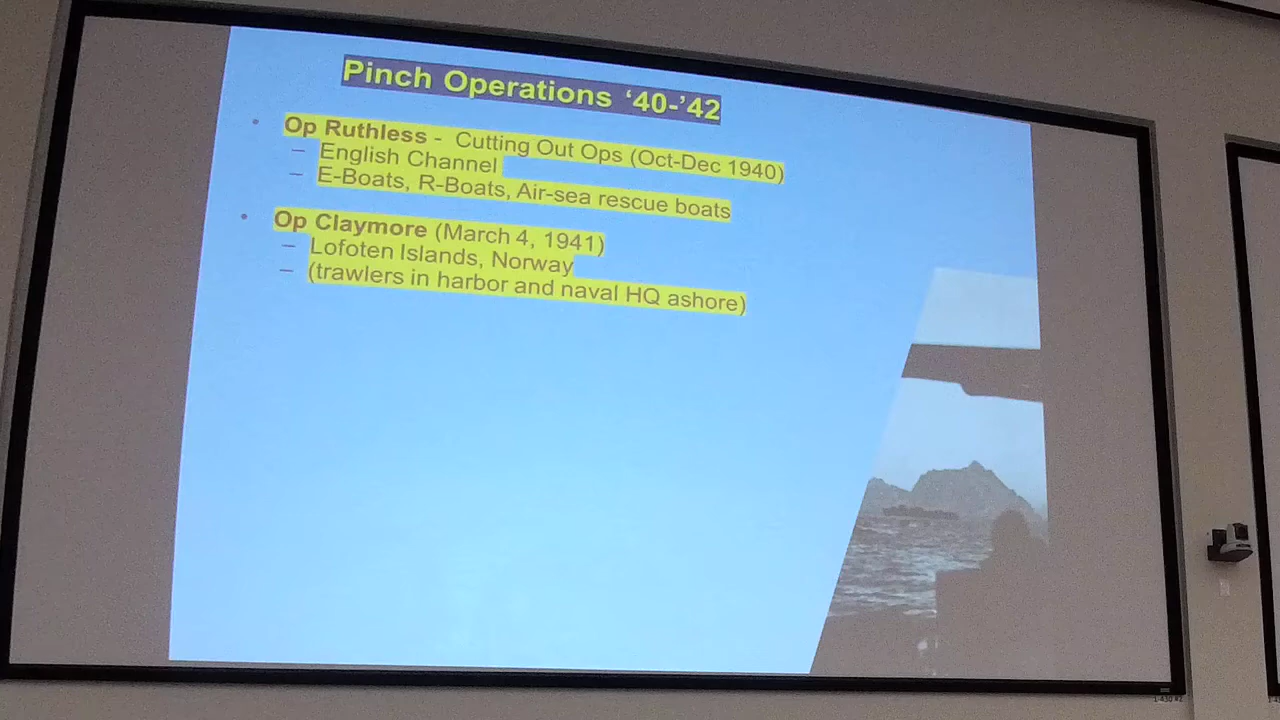 Pinch Operations ‘40-’42
• Op Ruthless - Cutting Out Ops (Oct-Dec 1940)
– English Channel
– E-Boats, R-Boats, Air-sea rescue boats
• Op Claymore (March 4, 1941)
– Lofoten Islands, Norway
– (trawlers in harbor and naval HQ ashore)